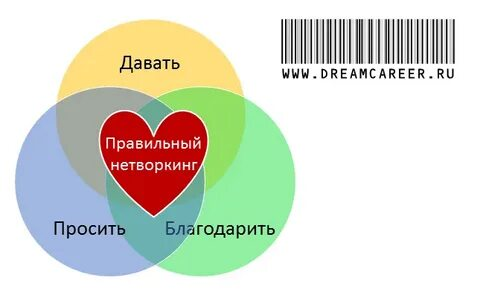 Давать
WWW.DREAMCAREER.RU
Правильный
нетворкинг
Просить
Благодарить